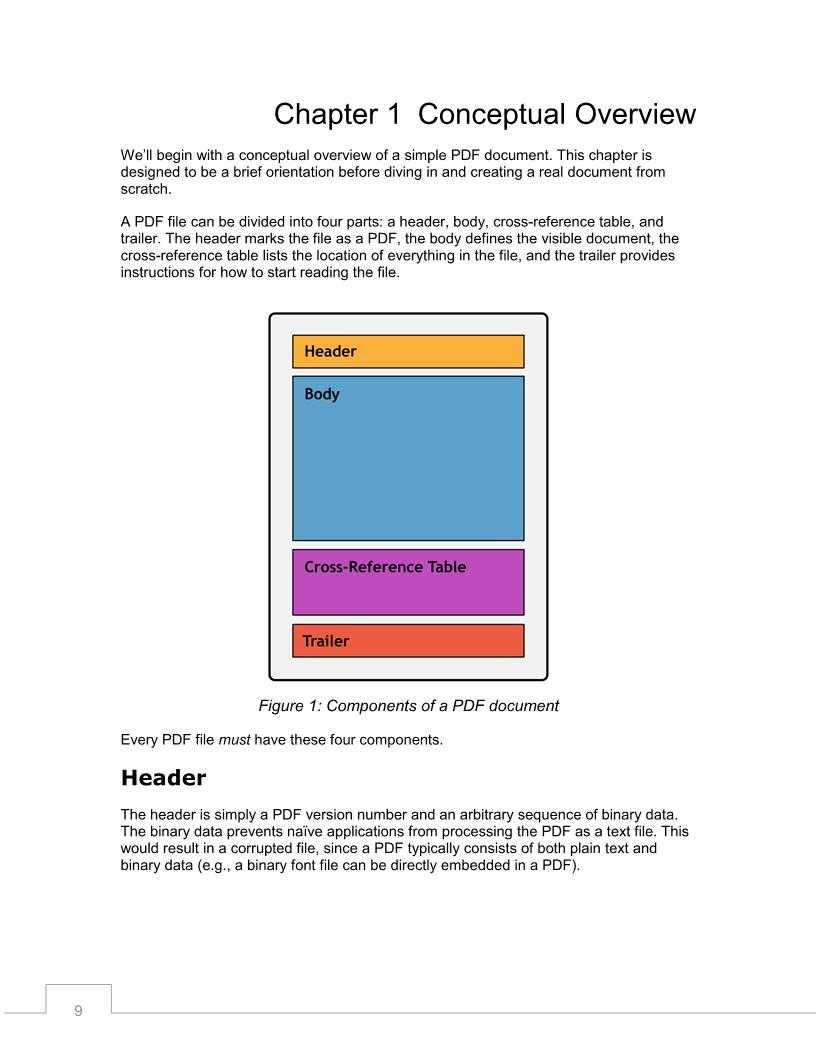 Chapter 1  Conceptual Overview
We’ll begin with a conceptual overview of a simple PDF document. This chapter is
designed to be a brief orientation before diving in and creating a real document from
scratch.
A PDF file can be divided into four parts: a header, body, cross-reference table, and
trailer. The header marks the file as a PDF, the body defines the visible document, the
cross-reference table lists the location of everything in the file, and the trailer provides
instructions for how to start reading the file.
Header
Body
Cross-Reference Table
Trailer
Figure 1: Components of a PDF document
Every PDF file must have these four components.
Header
The header is simply a PDF version number and an arbitrary sequence of binary data.
The binary data prevents naïve applications from processing the PDF as a text file. This
would result in a corrupted file, since a PDF typically consists of both plain text and
binary data (e.g., a binary font file can be directly embedded in a PDF).
9